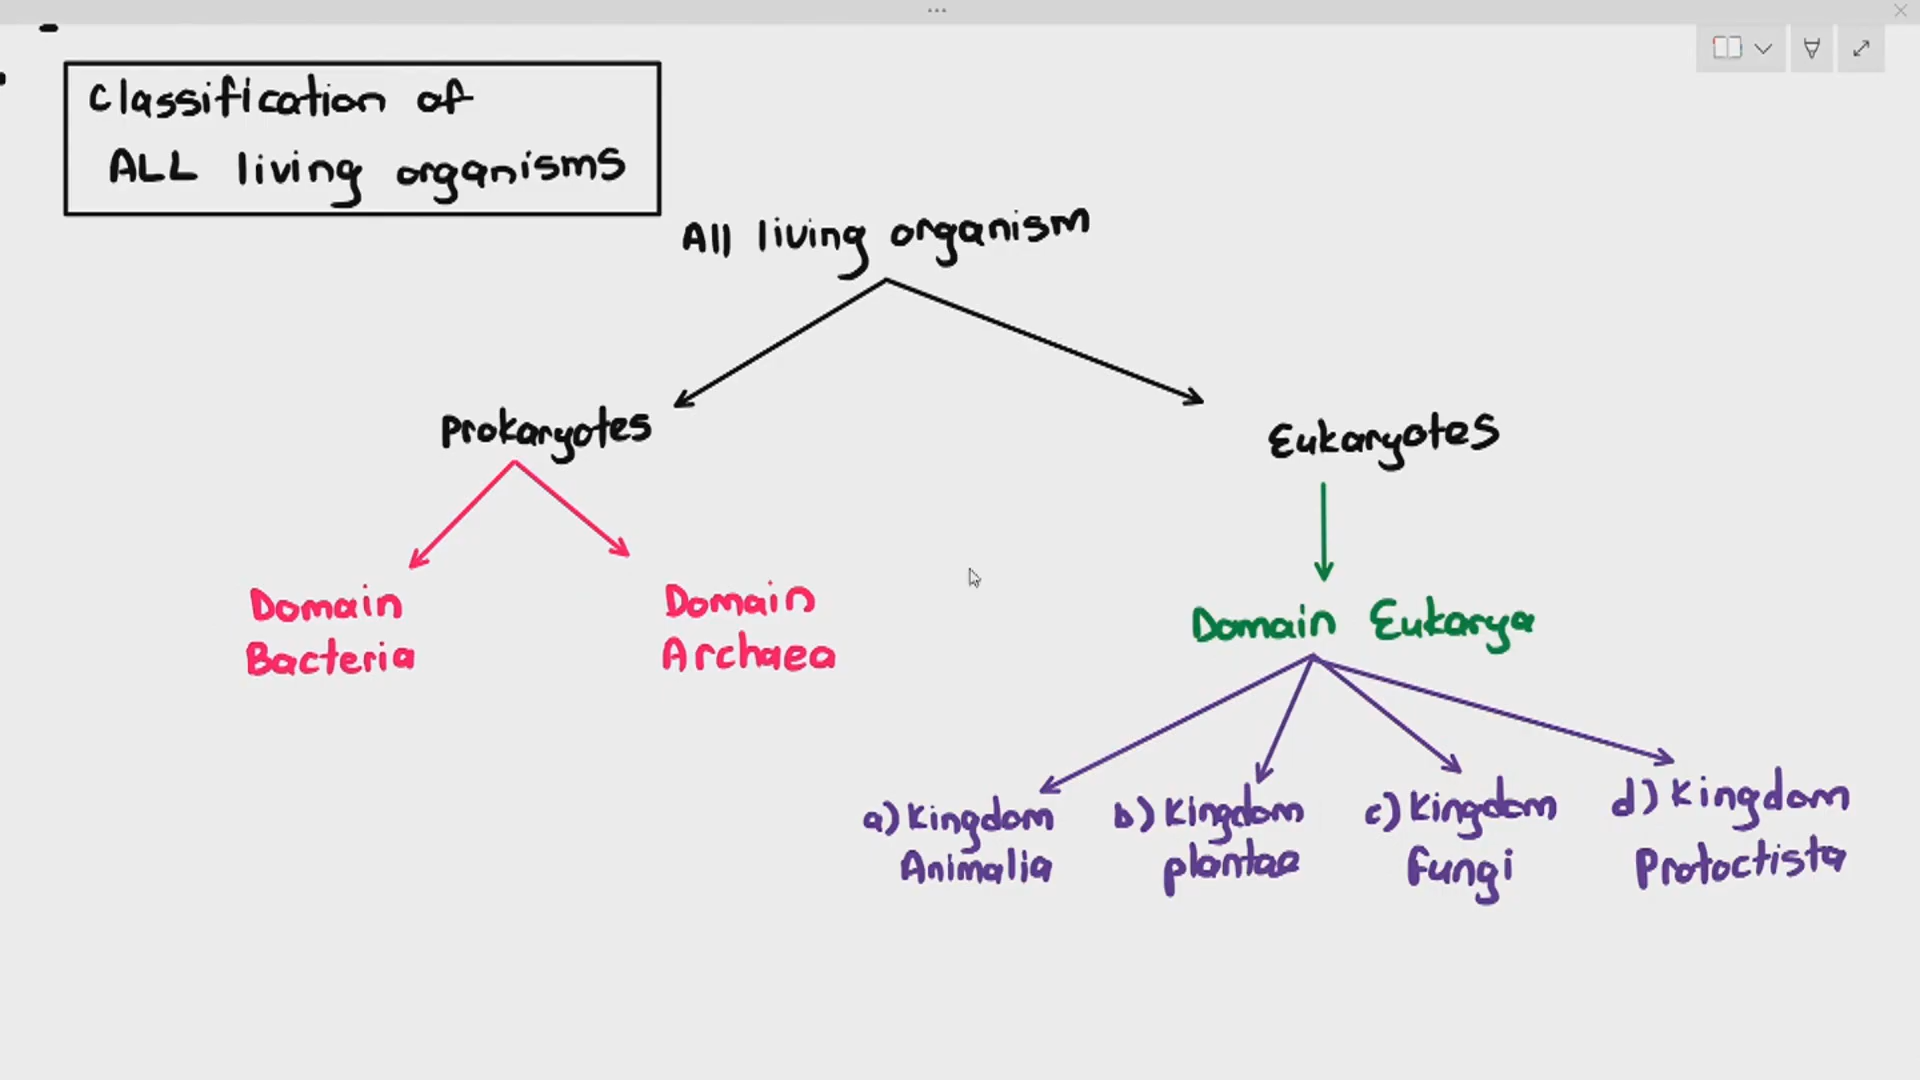 Classification of
ALL living organisms
All living organism
Prokaryotes
Eukaryotes
Domain
Bacteria
Domain
Archaea
Domain Eukarya
a) Kingdom
Animalia
b) Kingdom
plantae
c) Kingdom
Fungi
d) Kingdom
Protoctista